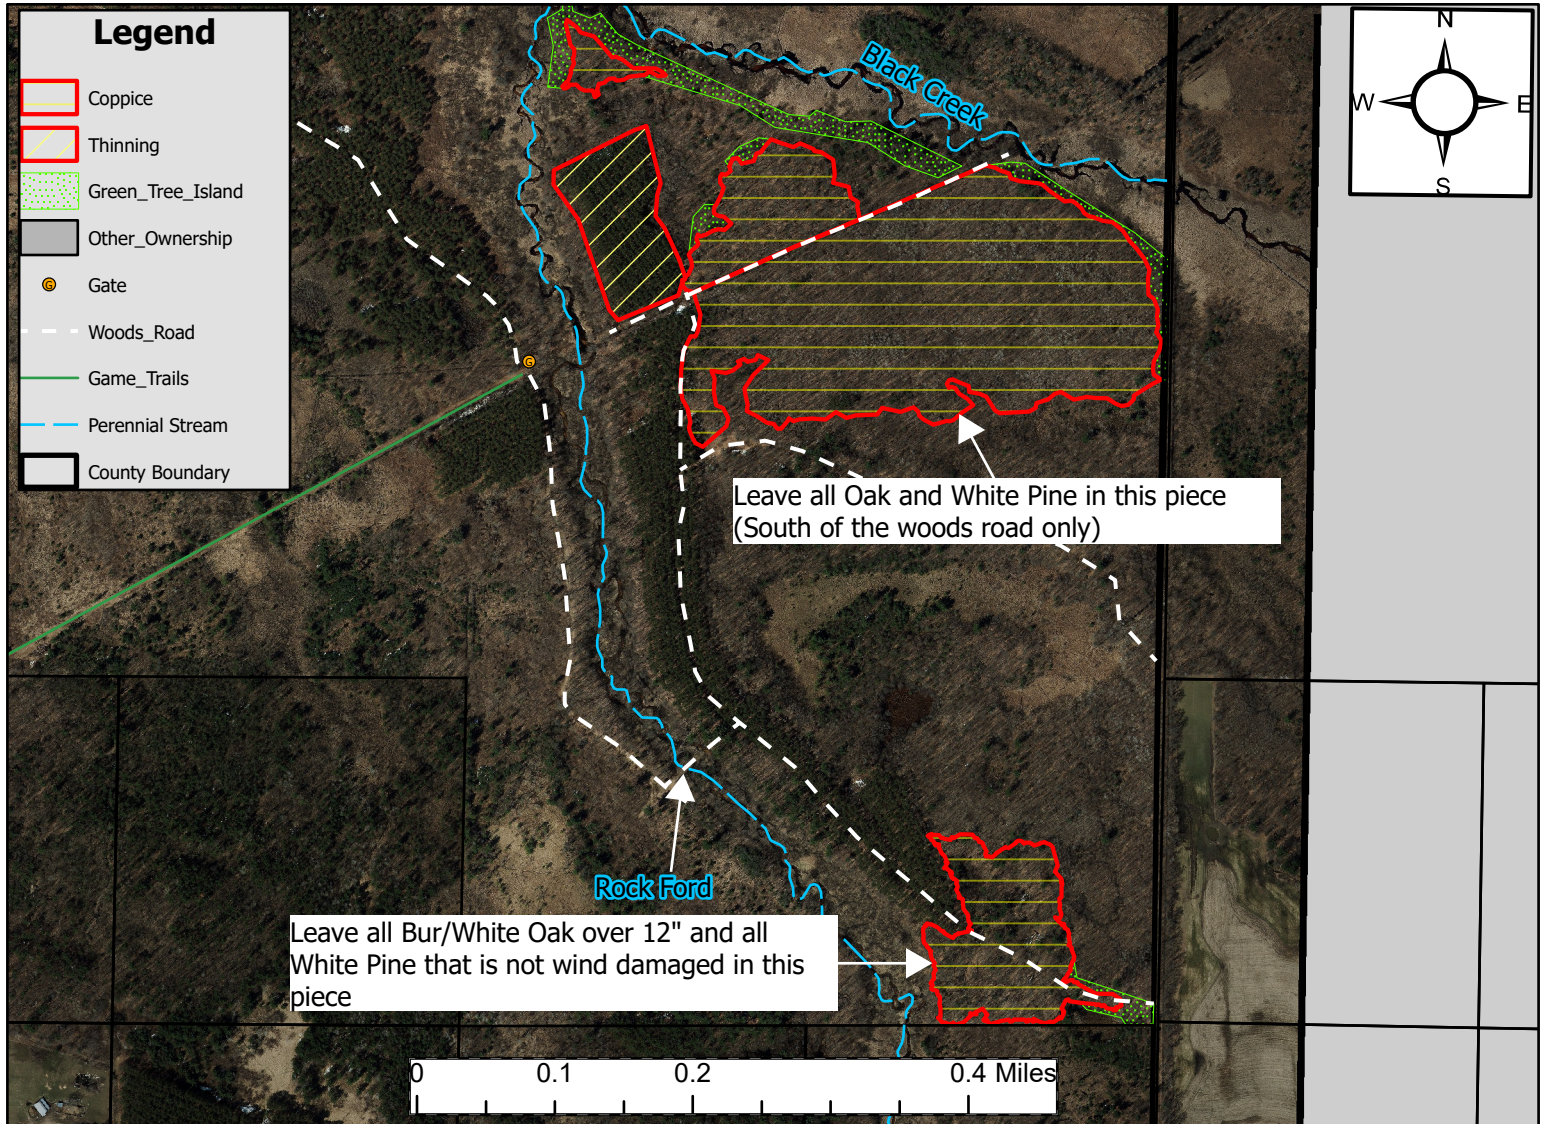 Legend
Coppice
Thinning
Green_Tree_Island
Other_Ownership
G
Gate
Woods_Road
Game_Trails
Perennial Stream
County Boundary
Black Creek
N
W
E
S
G
Leave all Oak and White Pine in this piece
(South of the woods road only)
Rock Ford
Leave all Bur/White Oak over 12" and all
White Pine that is not wind damaged in this
piece
0 0.1 0.2 0.4 Miles